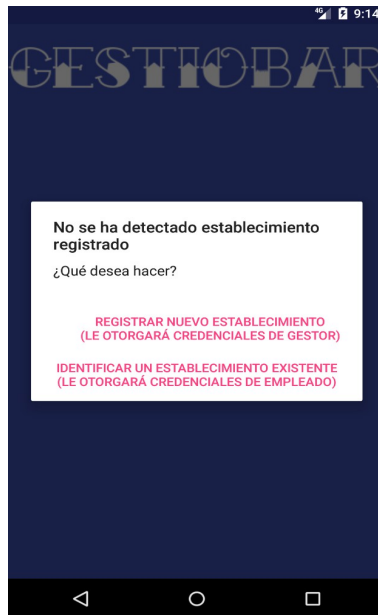 4G 9:14
GESTIOBAR
No se ha detectado establecimiento
registrado
¿Qué desea hacer?
REGISTRAR NUEVO ESTABLECIMIENTO
(LE OTORGARÁ CREDENCIALES DE GESTOR)
IDENTIFICAR UN ESTABLECIMIENTO EXISTENTE
(LE OTORGARÁ CREDENCIALES DE EMPLEADO)